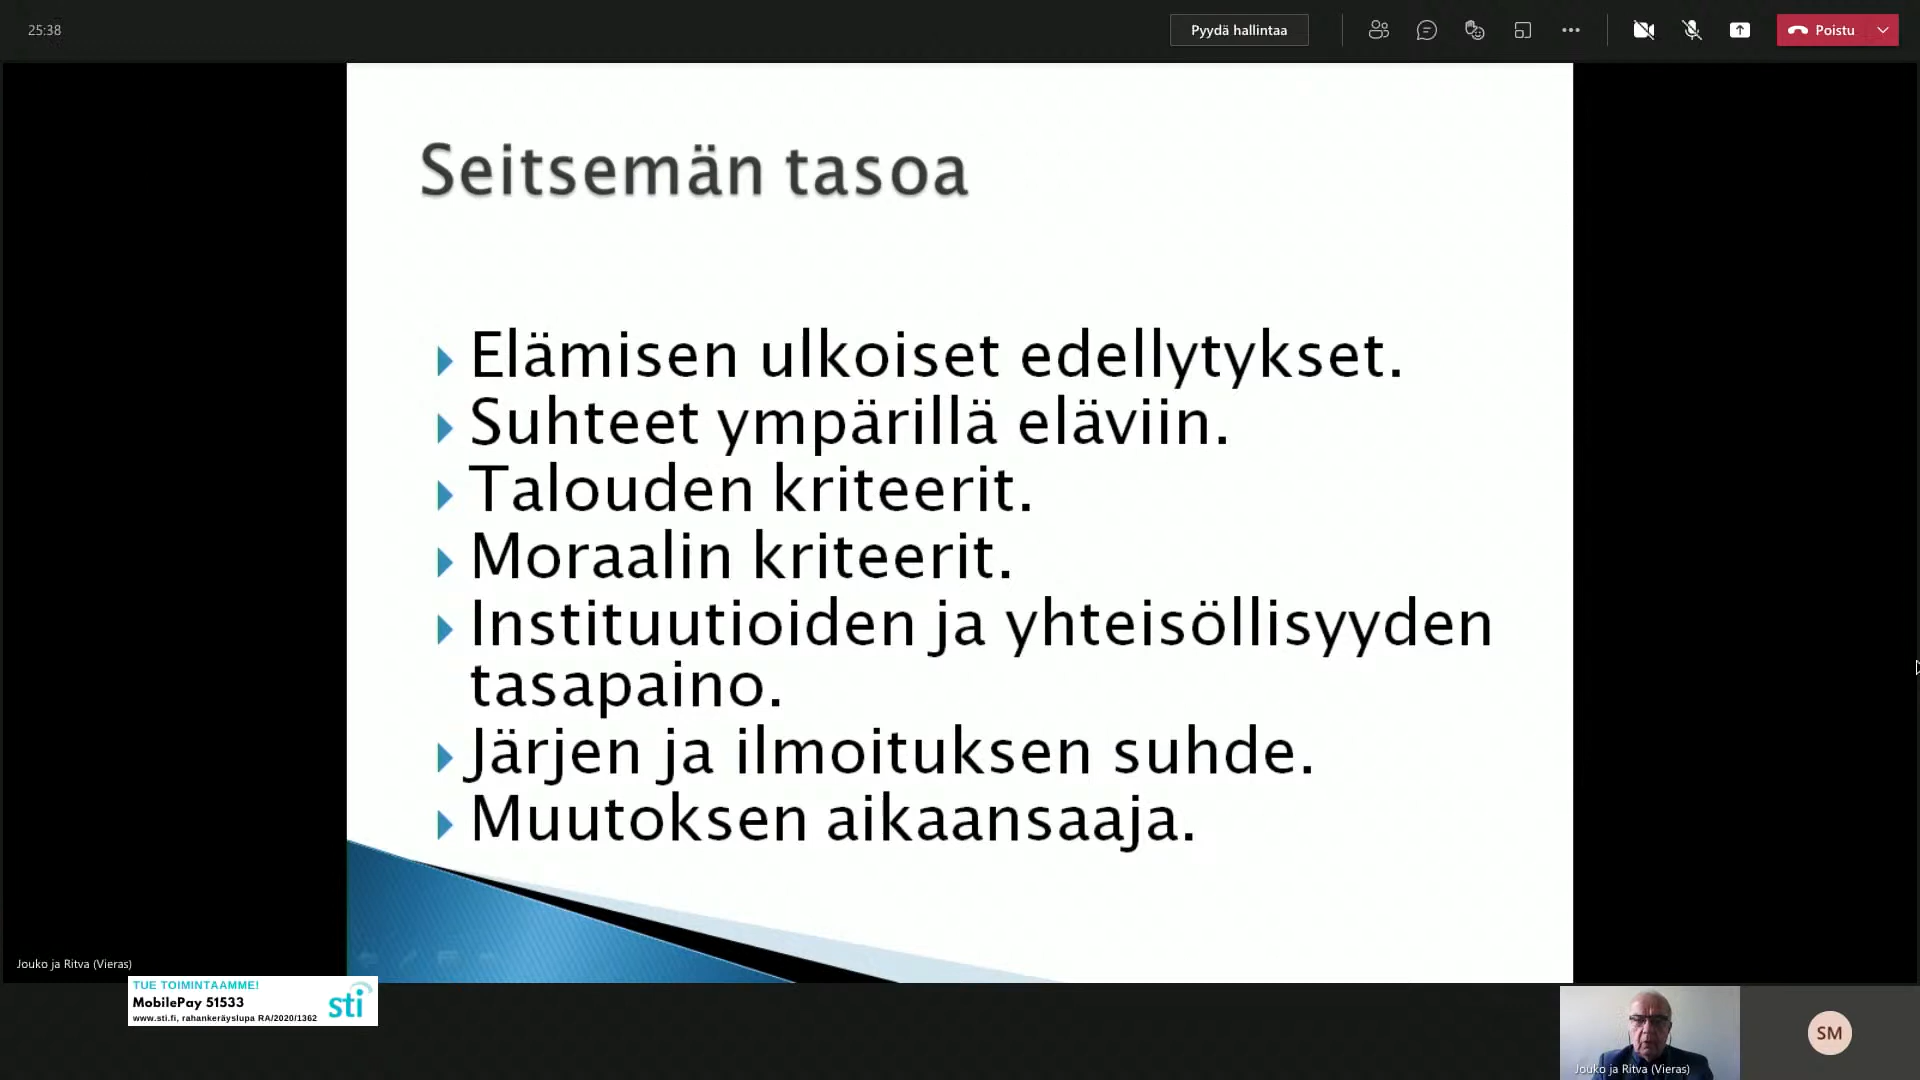 25:38
Pyydä hallintaa
Poistu
Seitsemän tasoa
Elämisen ulkoiset edellytykset.
Suhteet ympärillä eläviin.
Talouden kriteerit.
Moraalin kriteerit.
Instituutioiden ja yhteisöllisyyden
tasapaino.
Järjen ja ilmoituksen suhde.
Muutoksen aikaansaaja.
Jouko ja Ritva (Vieras)
TUE TOIMINTAAMME!
MobilePay 51533
www.sti.fi, rahankeräyslupa RA/2020/1362
sti
Jouko ja Ritva (Vieras)
SM